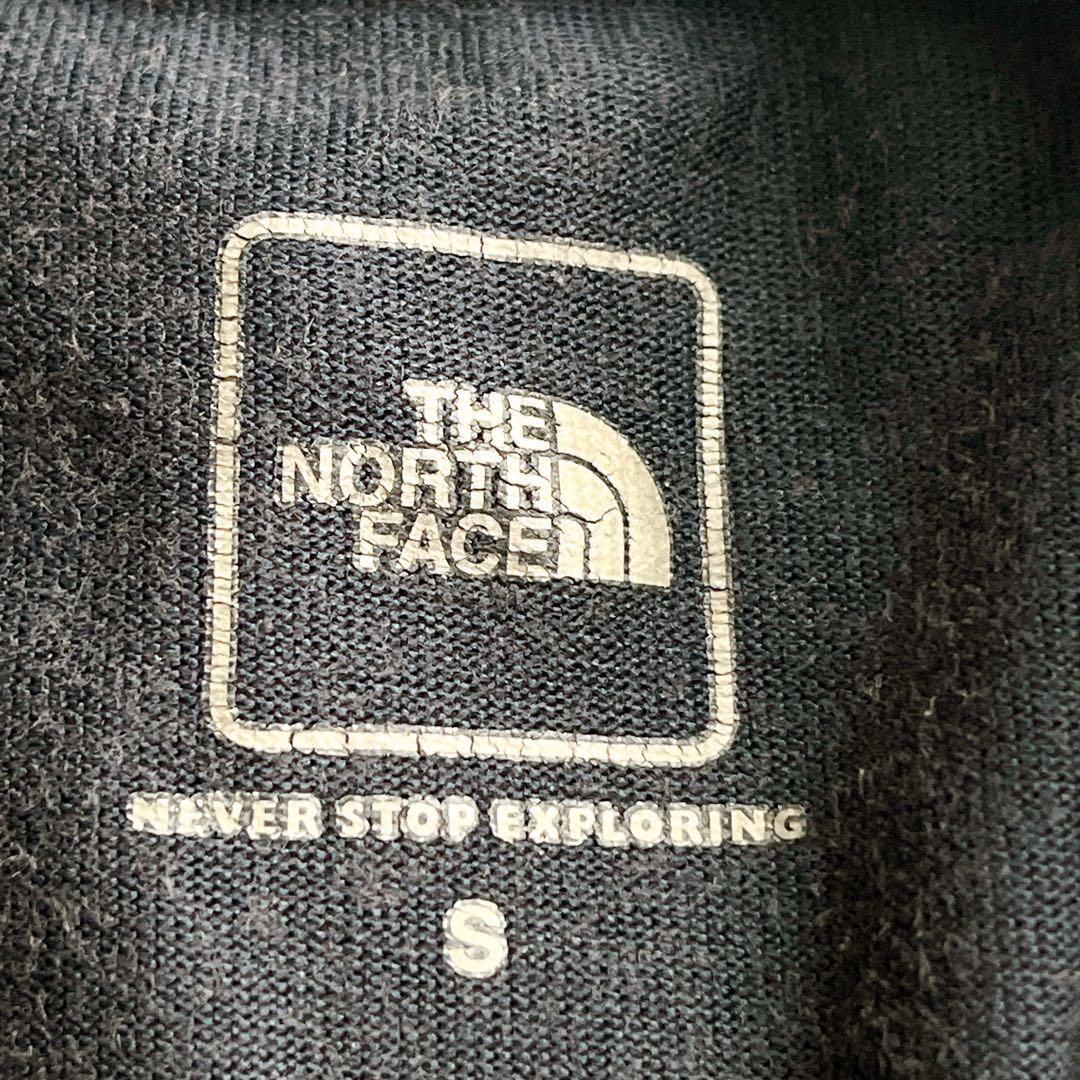 THE
NORTH
FACE
NEVER STOP EXPLORING
S